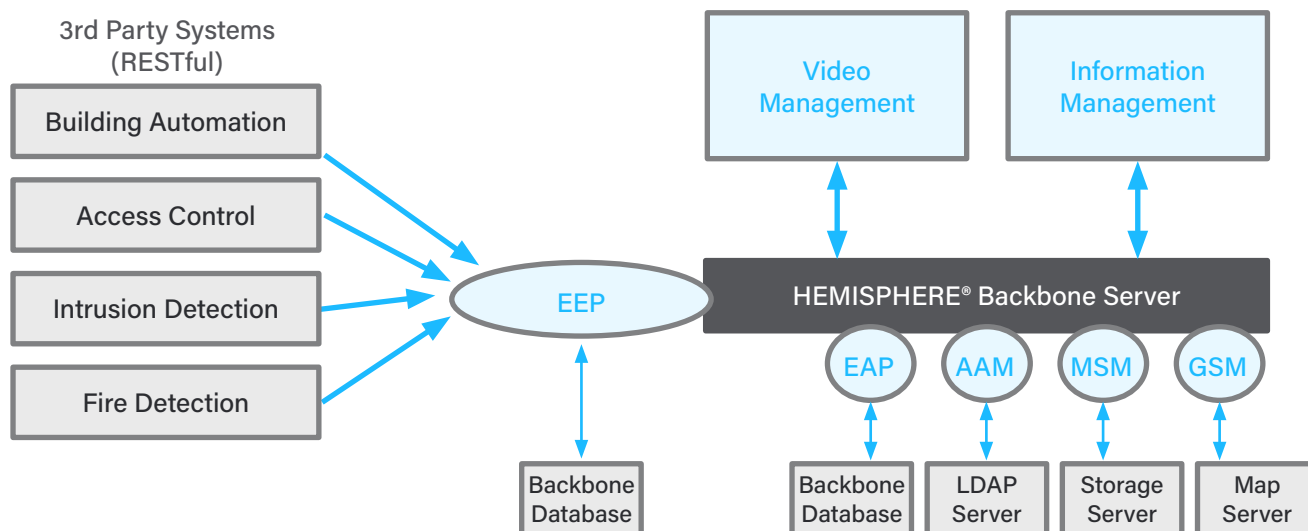 3rd Party Systems
(RESTful)
Building Automation
Access Control
Intrusion Detection
Fire Detection
EEP
Video
Management
Information
Management
HEMISPHERE® Backbone Server
EAP
AAM
MSM
GSM
Backbone
Database
Backbone
Database
LDAP
Server
Storage
Server
Map
Server